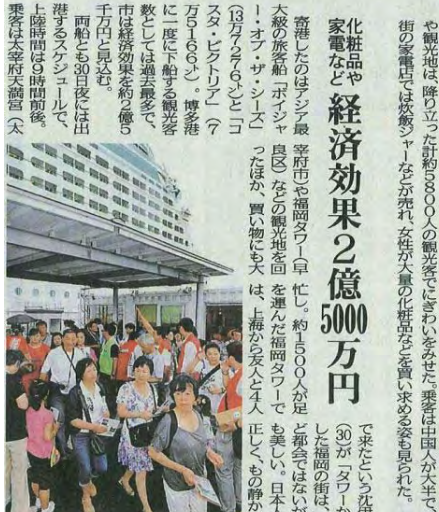 や観光地は、降り立った計約5800人の観光客でにぎわいをみせた。乗客は中国人が大半で、
街の家電店では炊飯ジャーなどが売れ、女性が大量の化粧品などを買い求める姿も見られた。
化粧品や
家電など
経済効果2億5000万円
寄港したのはアジア最
大級の旅客船「ボイジャ
ー・オブ・ザ・シーズ」
(13万7276㌧)と「コ
スタ・ビクトリア」(7
万5166㌧)。博多港
に一度に下船する観光客
数としては過去最多で、
市は経済効果を約2億5
千万円と見込む。
両船とも30日夜には出
港するスケジュールで、
上陸時間は9時間前後。
乗客は太宰府天満宮(太
宰府市)や福岡タワー(早
良区)などの観光地を回
ったほか、買い物にも大
忙し。約1500人が足
を運んだ福岡タワーで
は、上海から友人と4人
で来たという沈
(30)が「タワーか
した福岡の街は、
ど都会ではないが
も美しい。日本
正しく、もの静か